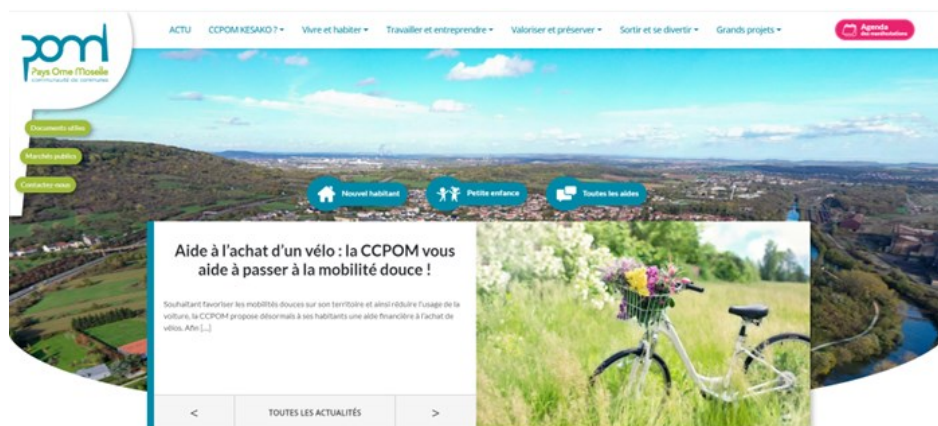 pom
Pays Orne Moselle
communauté de communes
ACTU
CCPOM KESAKO ?
Vivre et habiter
Travailler et entreprendre
Valoriser et préserver
Sortir et se divertir
Grands projets
Agenda
des manifestations
Documents utiles
Marchés publics
Contactez-nous
Nouvel habitant
Petite enfance
Toutes les aides
Aide à l'achat d'un vélo : la CCPOM vous
aide à passer à la mobilité douce !
Souhaitant favoriser les mobilités douces sur son territoire et ainsi réduire l'usage de la
voiture, la CCPOM propose désormais à ses habitants une aide financière à l'achat de
vélos. Afin [...]
<
TOUTES LES ACTUALITÉS
>